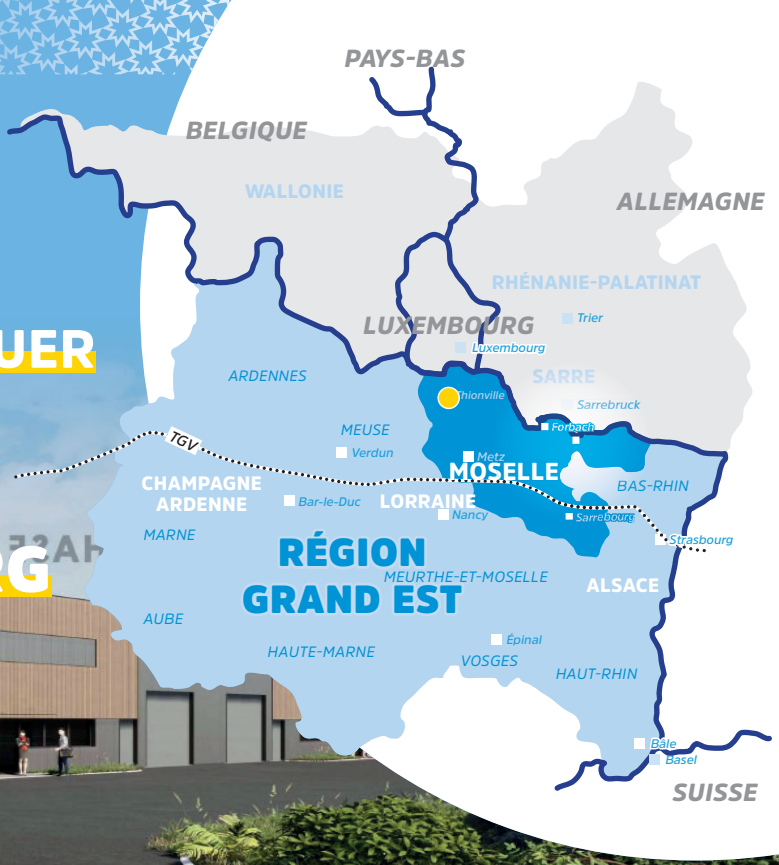 PAYS-BAS
BELGIQUE
WALLONIE
ALLEMAGNE
RHÉNANIE-PALATINAT
Trier
LUXEMBOURG
Luxembourg
UER
SARRE
ARDENNES
Thionville
Sarrebruck
MEUSE
Forbach
TGV
Verdun
Metz
MOSELLE
CHAMPAGNE
ARDENNE
BAS-RHIN
Bar-le-Duc
LORRAINE
Nancy
Sarrebourg
MARNE
Strasbourg
RÉGION
GRAND EST
RG
MEURTHE-ET-MOSELLE
ALSACE
AUBE
Épinal
HAUTE-MARNE
VOSGES
HAUT-RHIN
Bâle
Basel
SUISSE